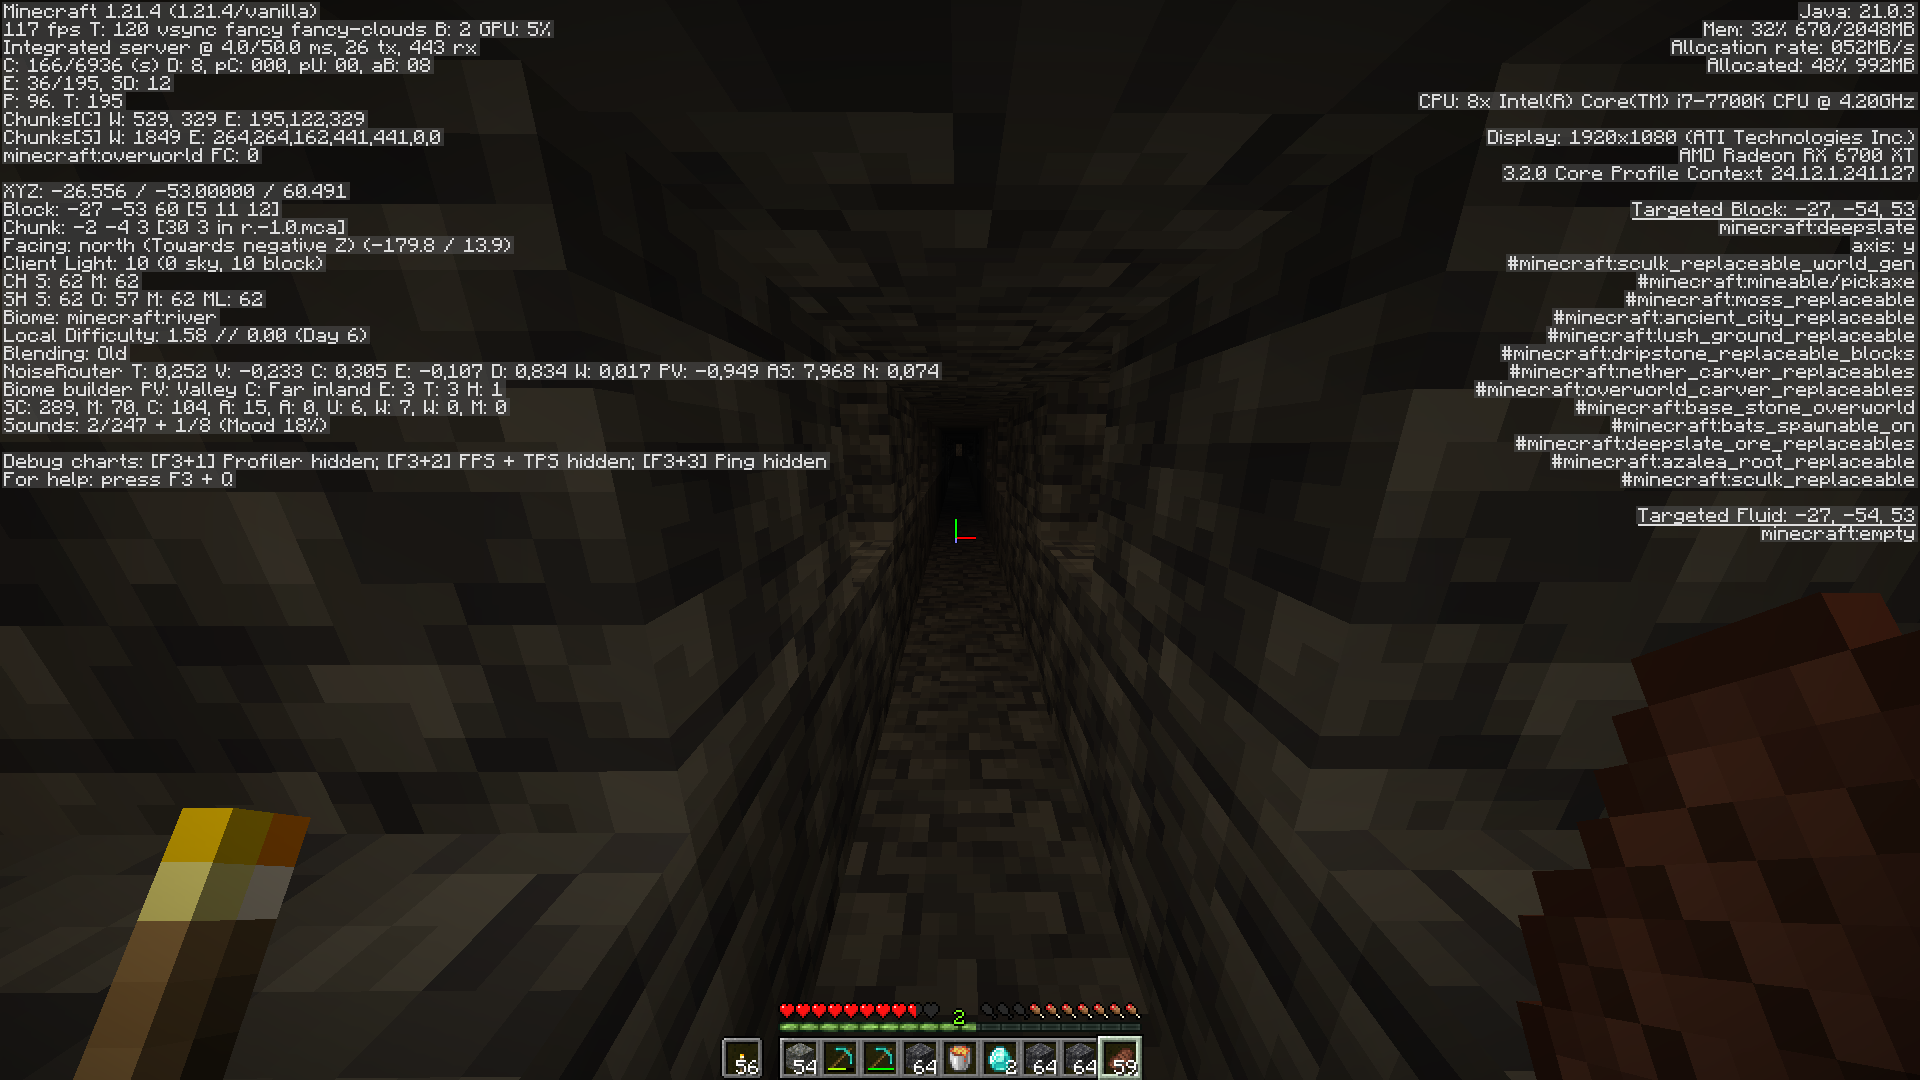 Minecraft 1.21.4 (1.21.4/vanilla)
117 fps T: 120 vsync fancy fancy-clouds B: 2 GPU: 5%
Integrated server @ 4.0/50.0 ms, 26 tx, 443 rx
C: 166/6936 (s) D: 8, pC: 000, pU: 00, aB: 08
E: 36/195, SD: 12
P: 96. T: 195
Chunks[C] W: 529, 329 E: 195,122,329
Chunks[S] W: 1849 E: 264,264,162,441,441,0,0
minecraft:overworld FC: 0
XYZ: -26.556 / -53.00000 / 60.491
Block: -27 -53 60 [5 11 12]
Chunk: -2 -4 3 [30 3 in r.-1.0.mca]
Facing: north (Towards negative Z) (-179.8 / 13.9)
Client Light: 10 (0 sky, 10 block)
CH S: 62 M: 62
SH S: 62 O: 57 M: 62 ML: 62
Biome: minecraft:river
Local Difficulty: 1.58 // 0.00 (Day 6)
Blending: Old
NoiseRouter T: 0,252 V: -0,233 C: 0,305 E: -0,107 D: 0,834 W: 0,017 PV: -0,949 AS: 7,968 N: 0,074
Biome builder PV: Valley C: Far inland E: 3 T: 3 H: 1
SC: 289, M: 70, C: 104, A: 15, A: 0, U: 6, W: 7, W: 0, M: 0
Sounds: 2/247 + 1/8 (Mood 18%)
Debug charts: [F3+1] Profiler hidden; [F3+2] FPS + TPS hidden; [F3+3] Ping hidden
For help: press F3 + Q
Java: 21.0.3
Mem: 32% 670/2048MB
Allocation rate: 052MB/s
Allocated: 48% 992MB
CPU: 8x Intel(R) Core(TM) i7-7700K CPU @ 4.20GHz
Display: 1920x1080 (ATI Technologies Inc.)
AMD Radeon RX 6700 XT
3.2.0 Core Profile Context 24.12.1.241127
Targeted Block: -27, -54, 53
minecraft:deepslate
axis: y
#minecraft:sculk_replaceable_world_gen
#minecraft:mineable/pickaxe
#minecraft:moss_replaceable
#minecraft:ancient_city_replaceable
#minecraft:lush_ground_replaceable
#minecraft:dripstone_replaceable_blocks
#minecraft:nether_carver_replaceables
#minecraft:overworld_carver_replaceables
#minecraft:base_stone_overworld
#minecraft:bats_spawnable_on
#minecraft:deepslate_ore_replaceables
#minecraft:azalea_root_replaceable
#minecraft:sculk_replaceable
Targeted Fluid: -27, -54, 53
minecraft:empty
2
56 54 64 2 64 64 59